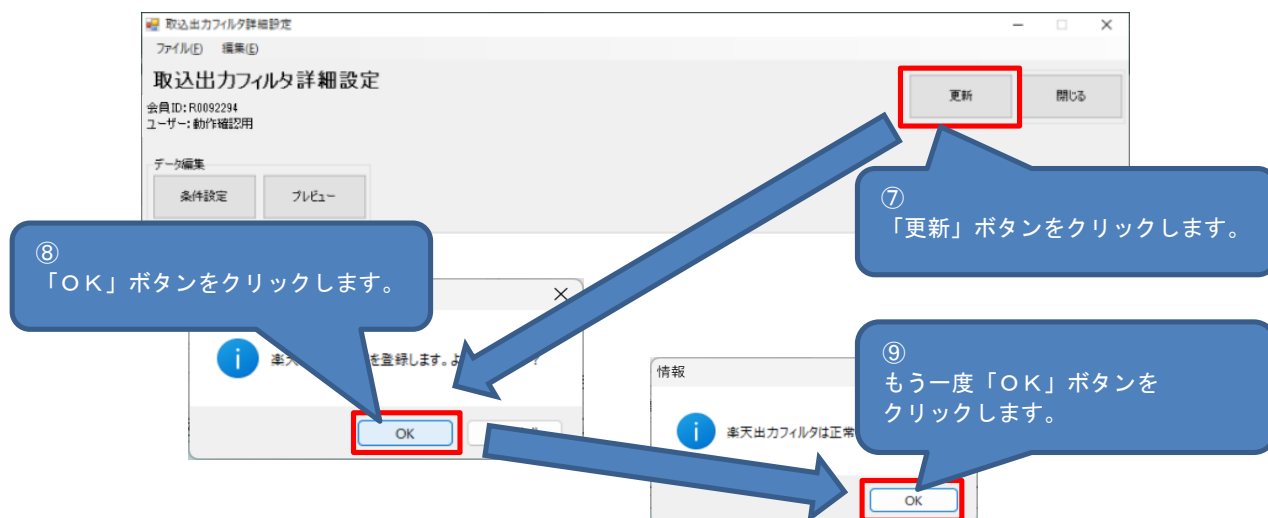 取込出力フィルタ詳細設定
ファイル(F) 編集(E)
取込出力フィルタ詳細設定
会員ID:R0092294
ユーザー:動作確認用
更新
閉じる
データ編集
条件設定
プレビュー
⑦
「更新」ボタンをクリックします。
⑧
「OK」ボタンをクリックします。
を登録します。よ
OK
情報
楽天出力フィルタは正常
⑨
もう一度「OK」ボタンを
クリックします。
OK